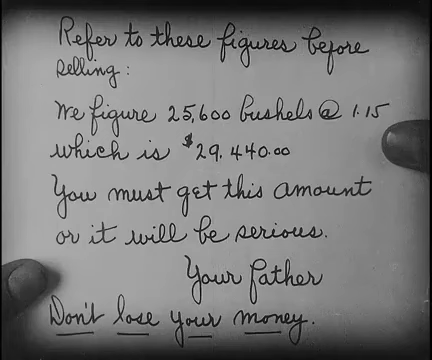 Refer to these figures before
selling:
We figure 25,600 bushels @ 1.15
which is $29,440.00
You must get this amount
or it will be serious.
Your father
Don't lose your money.